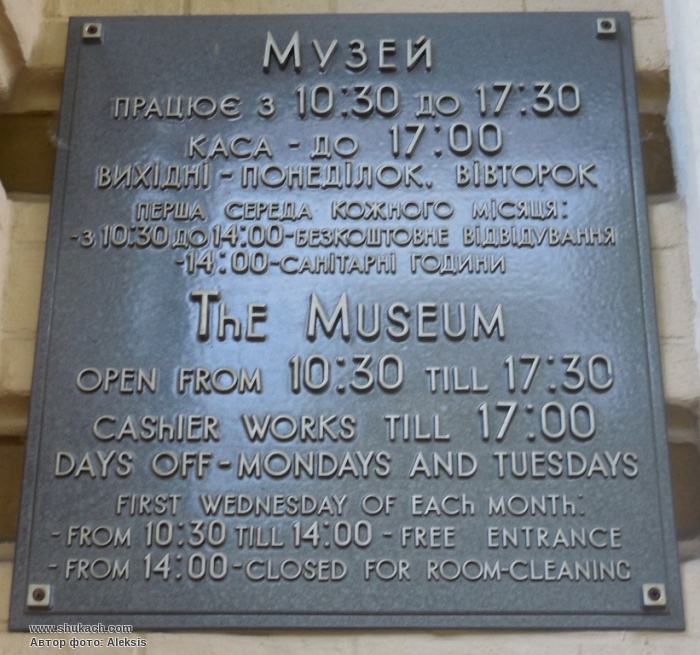 Музей
працює з 10:30 до 17:30
каса - до 17:00
вихідні - понеділок, вівторок
перша середа кожного місяця:
-з 10:30 до 14:00-безкоштовне відвідування
-14:00-санітарні години
The Museum
open from 10:30 till 17:30
cashier works till 17:00
days off - mondays and tuesdays
first wednesday of each month:
- from 10:30 till 14:00 - free entrance
- from 14:00 - closed for room-cleaning
www.shukach.com
Автор фото: Aleksis